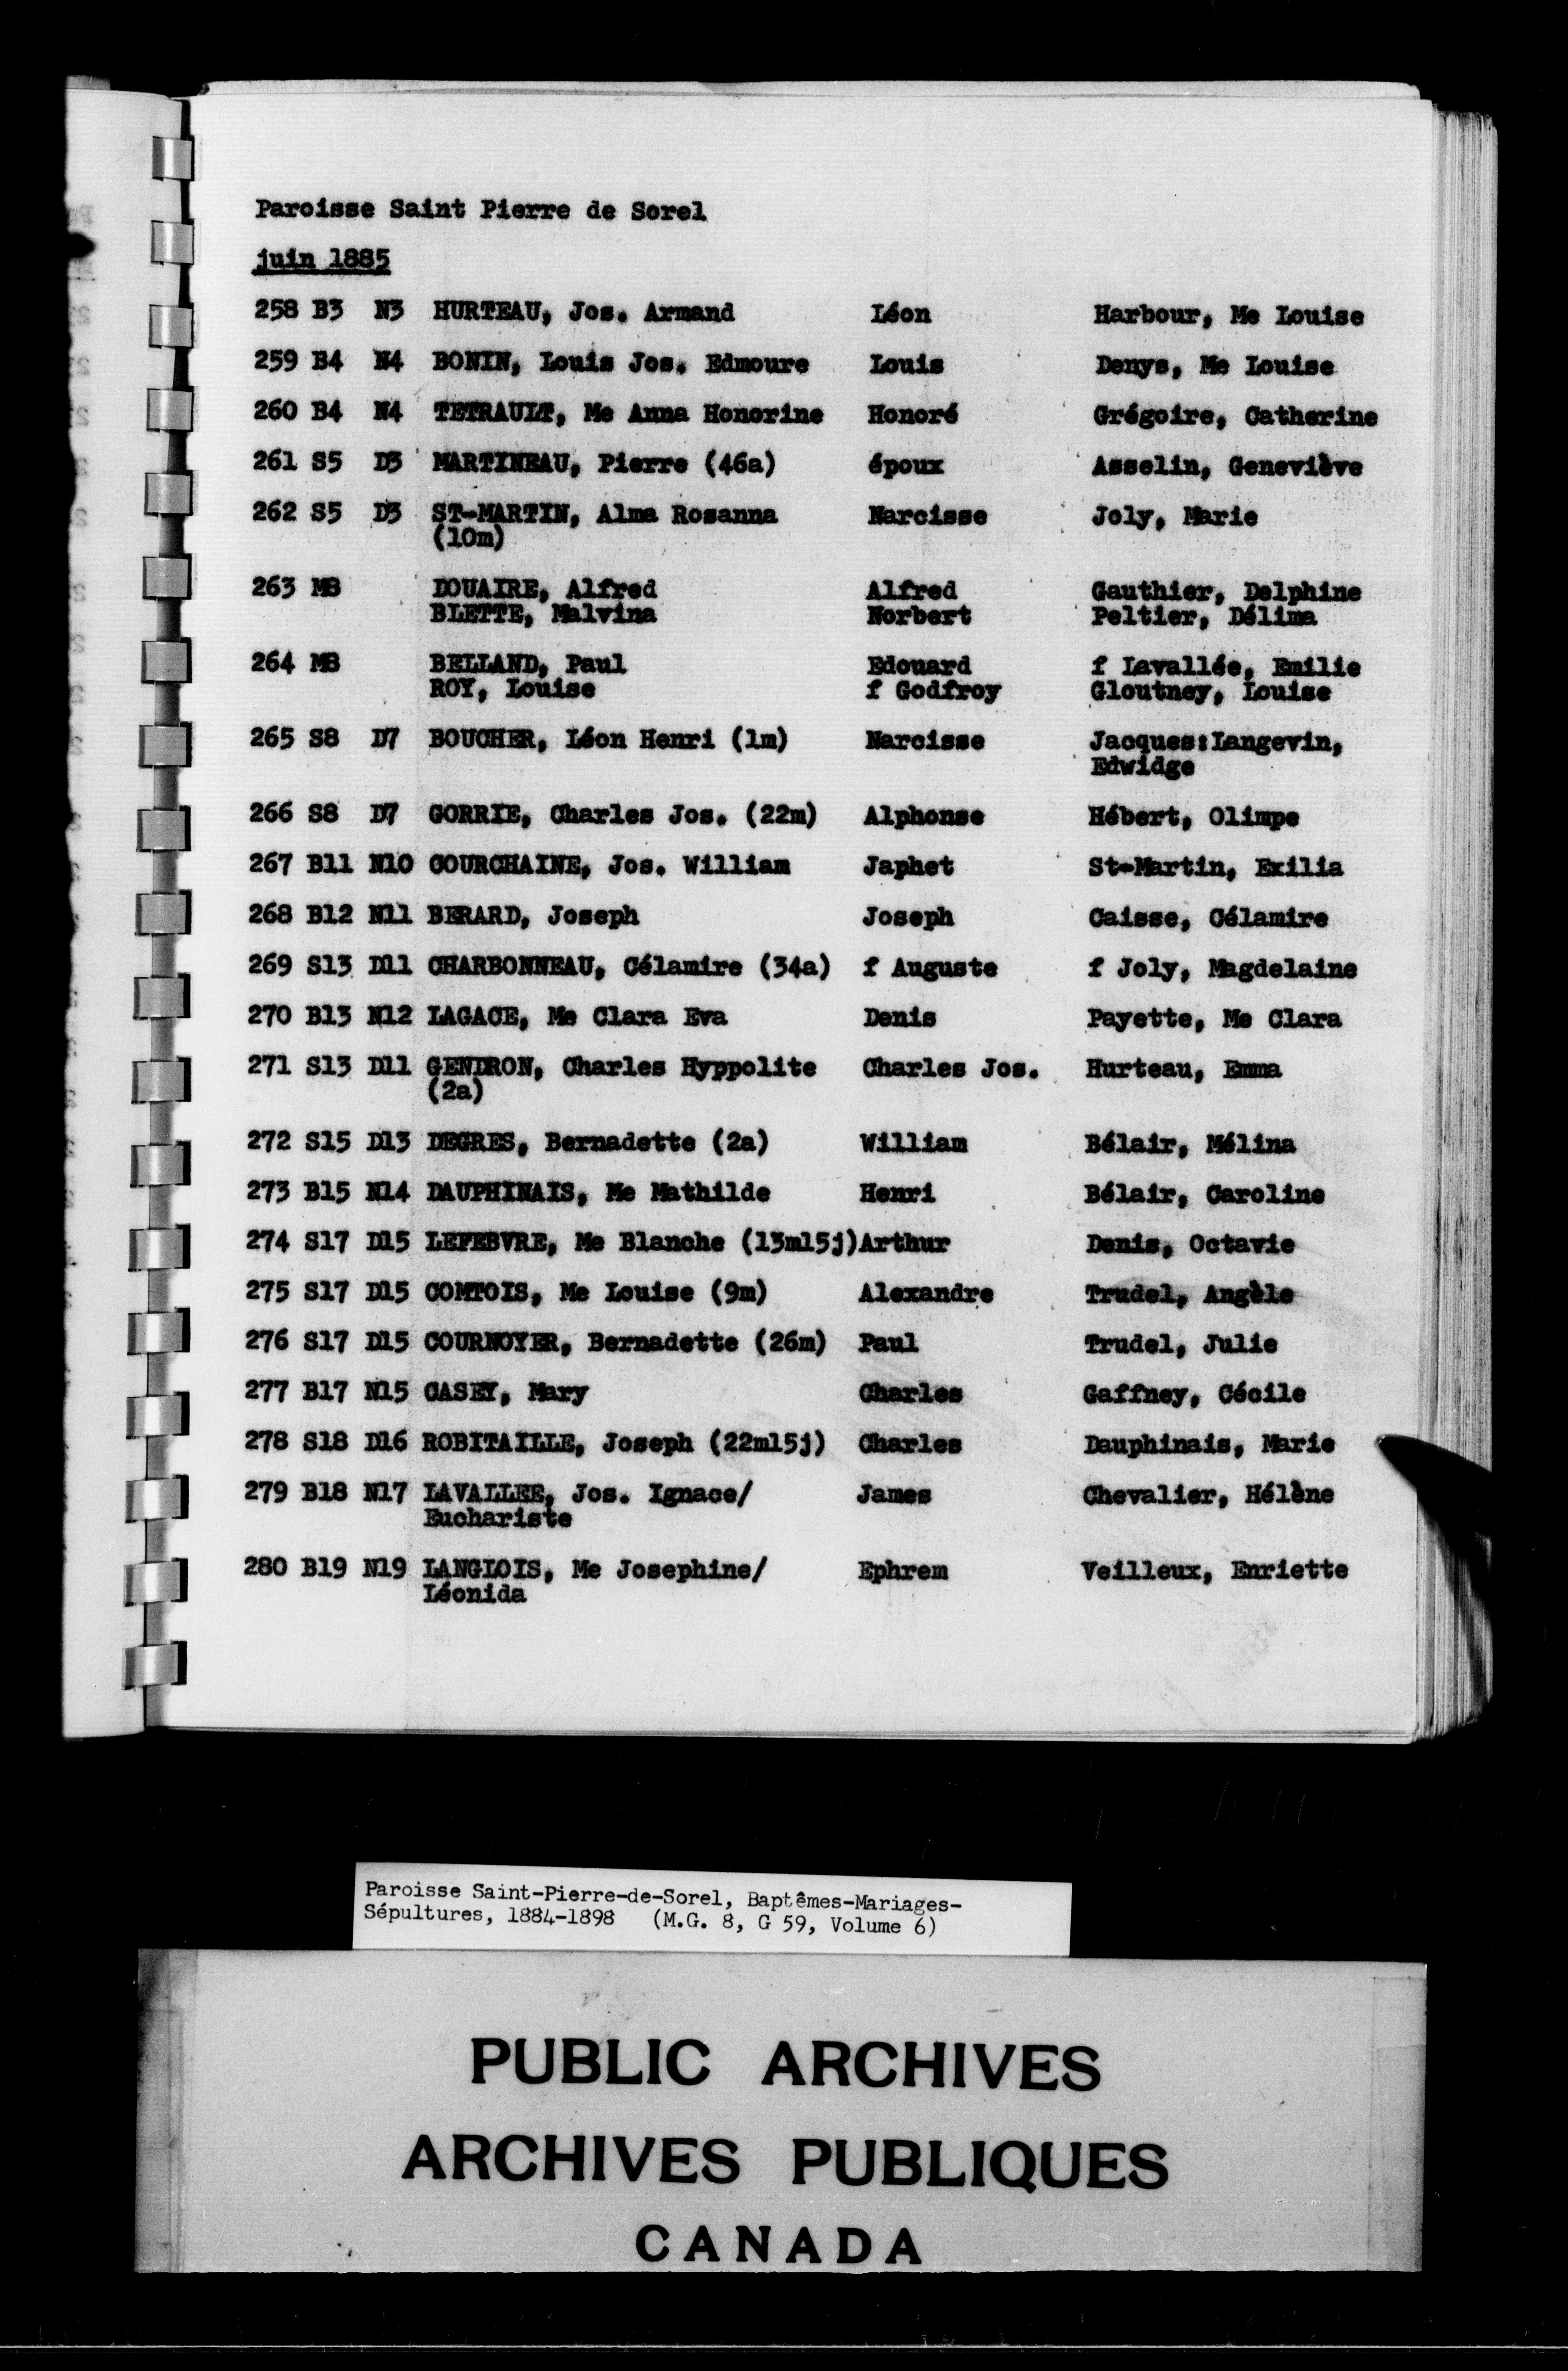 Paroisse Saint Pierre de Sorel
juin 1885
258 B3 N3 HURTEAU, Jos. Armand Léon Harbour, Me Louise
259 B4 N4 BONIN, Louis Jos. Edmoure Louis Denys, Me Louise
260 B4 N4 TETRAULT, Me Anna Honorine Honoré Grégoire, Catherine
261 S5 D3 MARTINEAU, Pierre (46a) époux Asselin, Geneviève
262 S5 D3 ST-MARTIN, Alma Rosanna Narcisse Joly, Marie
(10m)
263 M8 DOUAIRE, Alfred Alfred Gauthier, Delphine
BLETTE, Malvina Norbert Peltier, Délima
264 M8 BELLAND, Paul Edouard f Lavallée, Emilie
ROY, Louise f Godfroy Gloutney, Louise
265 S8 D7 BOUCHER, Léon Henri (1m) Narcisse Jacques:Langevin,
Edwidge
266 S8 D7 GORRIE, Charles Jos. (22m) Alphonse Hébert, Olimpe
267 B11 N10 COURCHAINE, Jos. William Japhet St-Martin, Exilia
268 B12 N11 BERARD, Joseph Joseph Caisse, Célamire
269 S13 D11 CHARBONNEAU, Célamire (34a) f Auguste f Joly, Magdelaine
270 B13 N12 LAGACE, Me Clara Eva Denis Payette, Me Clara
271 S13 D11 GENDRON, Charles Hyppolite Charles Jos. Hurteau, Emma
(2a)
272 S15 D13 DEGRES, Bernadette (2a) William Bélair, Mélina
273 B15 N14 DAUPHINAIS, Me Mathilde Henri Bélair, Caroline
274 S17 D15 LEFEBVRE, Me Blanche (13m15j)Arthur Denis, Octavie
275 S17 D15 COMTOIS, Me Louise (9m) Alexandre Trudel, Angèle
276 S17 D15 COURNOYER, Bernadette (26m) Paul Trudel, Julie
277 B17 N15 CASEY, Mary Charles Gaffney, Cécile
278 S18 D16 ROBITAILLE, Joseph (22m15j) Charles Dauphinais, Marie
279 B18 N17 LAVALLEE, Jos. Ignace/ James Chevalier, Hélène
Euchariste
280 B19 N19 LANGLOIS, Me Josephine/ Ephrem Veilleux, Enriette
Léonida
Paroisse Saint-Pierre-de-Sorel, Baptêmes-Mariages-
Sépultures, 1884-1898 (M.G. 8, G 59, Volume 6)
PUBLIC ARCHIVES
ARCHIVES PUBLIQUES
CANADA